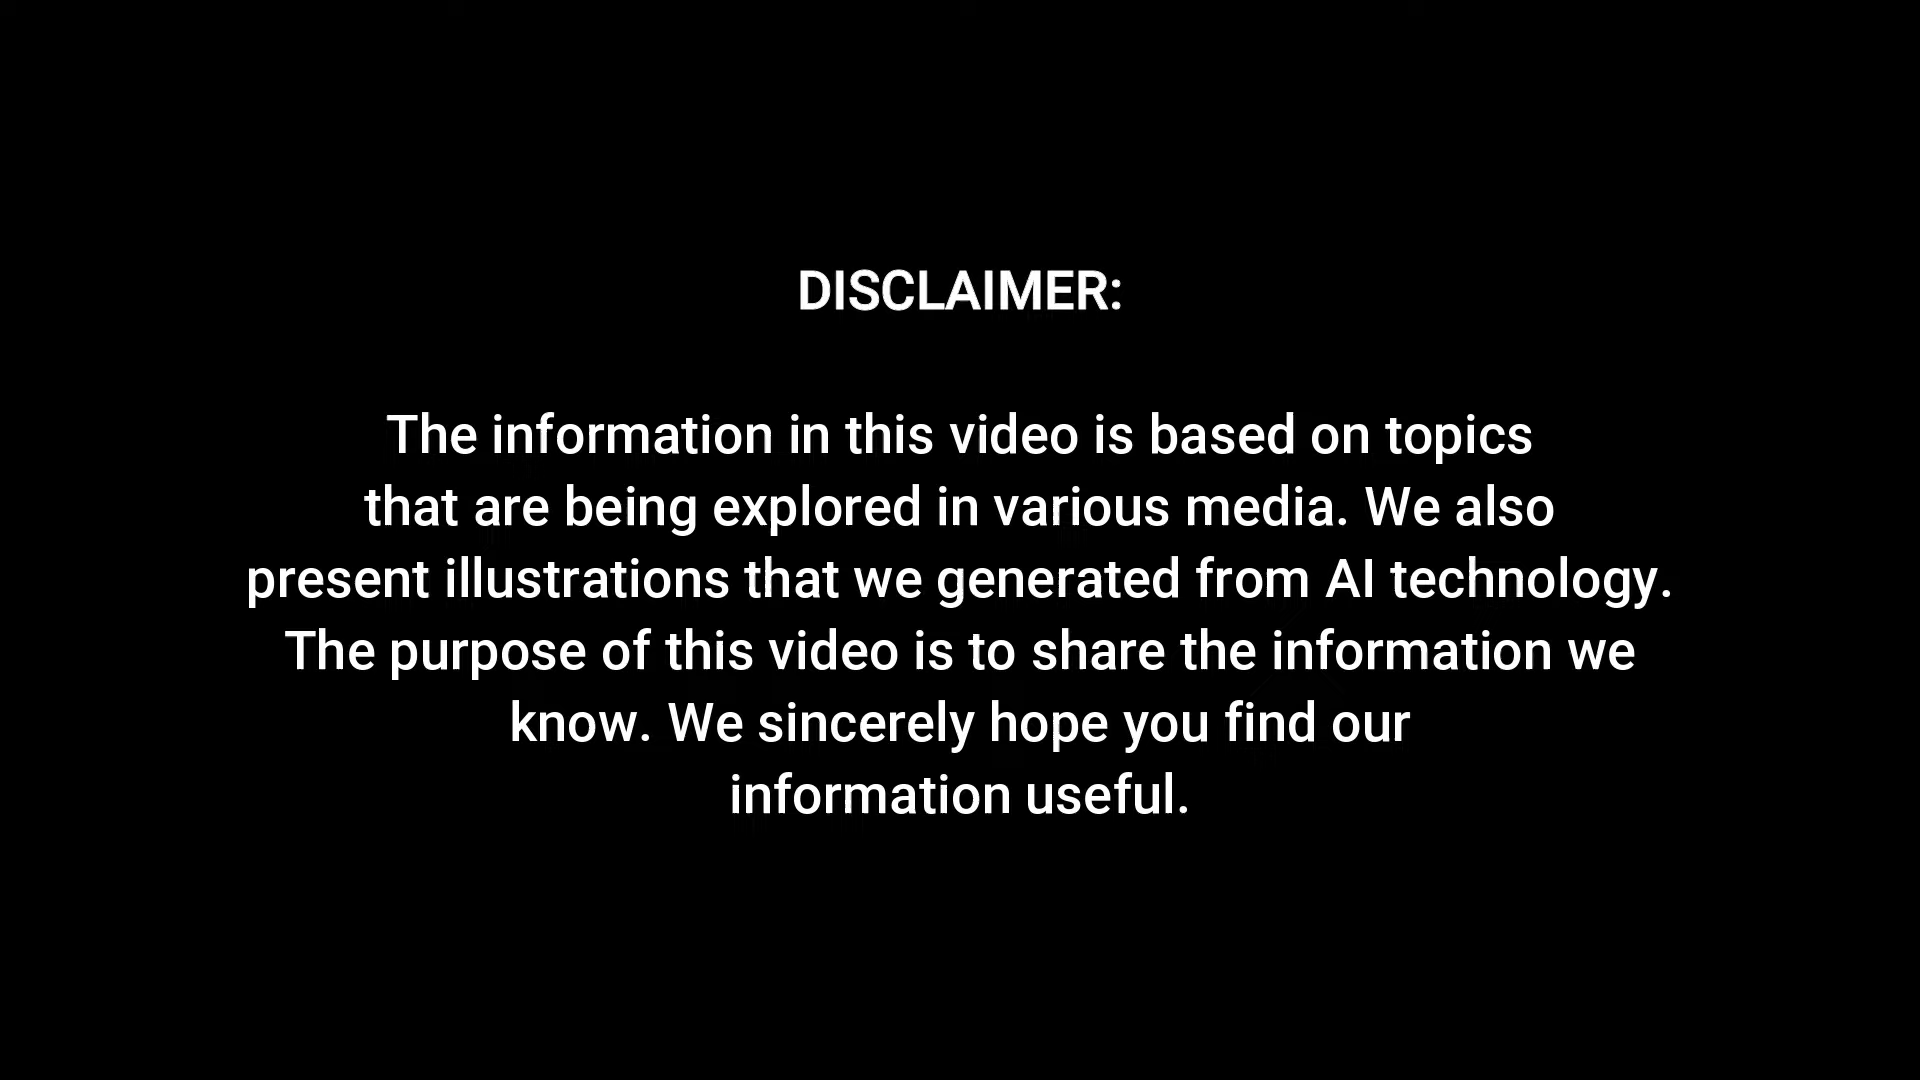 DISCLAIMER:
The information in this video is based on topics
that are being explored in various media. We also
present illustrations that we generated from AI technology.
The purpose of this video is to share the information we
know. We sincerely hope you find our
information useful.